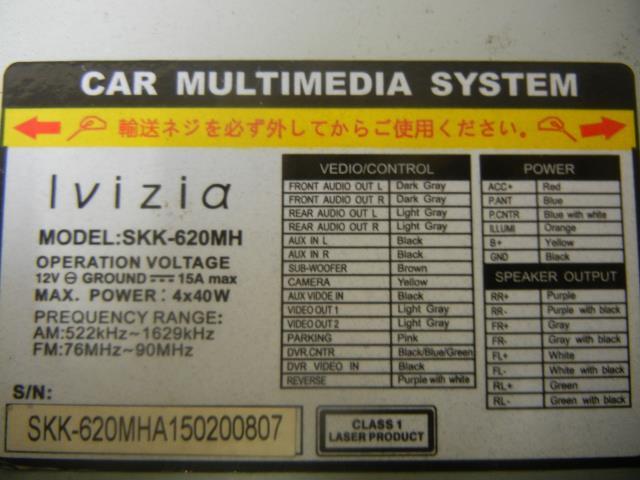 CAR MULTIMEDIA SYSTEM
輸送ネジを必ず外してからご使用ください。
Ivizia
MODEL:SKK-620MH
OPERATION VOLTAGE
12V ⊖ GROUND ⎓ 15A max
MAX. POWER : 4x40W
PREQUENCY RANGE:
AM:522kHz~1629kHz
FM:76MHz~90MHz
S/N:
SKK-620MHA150200807
VEDIO/CONTROL
FRONT AUDIO OUT L Dark Gray
FRONT AUDIO OUT R Dark Gray
REAR AUDIO OUT L Light Gray
REAR AUDIO OUT R Light Gray
AUX IN L Black
AUX IN R Black
SUB-WOOFER Brown
CAMERA Yellow
AUX VIDOE IN Black
VIDEO OUT 1 Light Gray
VIDEO OUT 2 Light Gray
PARKING Pink
DVR.CNTR Black/Blue/Green
DVR VIDEO IN Black
REVERSE Purple with white
POWER
ACC+ Red
P.ANT Blue
P.CNTR Blue with white
ILLUMI Orange
B+ Yellow
GND Black
SPEAKER OUTPUT
RR+ Purple
RR- Purple with black
FR+ Gray
FR- Gray with black
FL+ White
FL- White with black
RL+ Green
RL- Green with black
CLASS 1
LASER PRODUCT